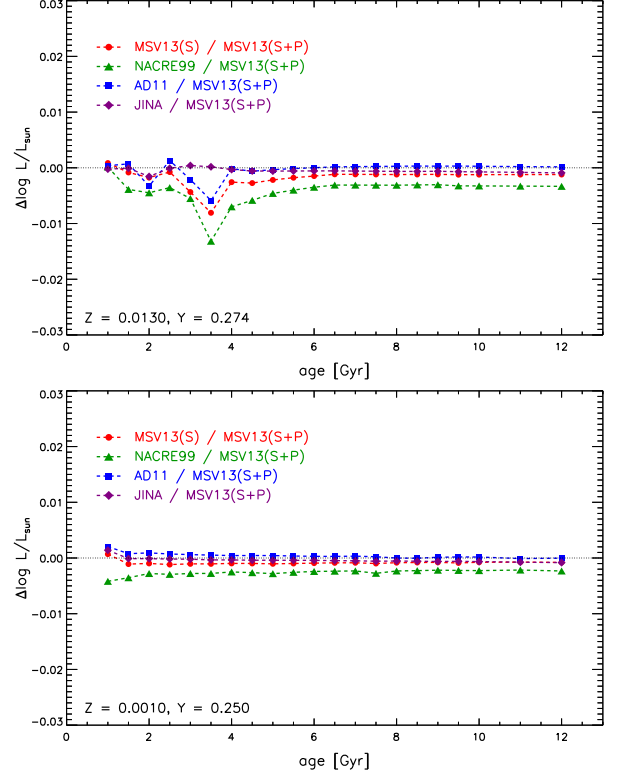 0.03
0.02
0.01
0.00
−0.01
−0.02
−0.03
Δlog L/Lsun
MSV13(S) / MSV13(S+P)
NACRE99 / MSV13(S+P)
AD11 / MSV13(S+P)
JINA / MSV13(S+P)
Z = 0.0130, Y = 0.274
0 2 4 6 8 10 12
age [Gyr]
0.03
0.02
0.01
0.00
−0.01
−0.02
−0.03
Δlog L/Lsun
MSV13(S) / MSV13(S+P)
NACRE99 / MSV13(S+P)
AD11 / MSV13(S+P)
JINA / MSV13(S+P)
Z = 0.0010, Y = 0.250
0 2 4 6 8 10 12
age [Gyr]